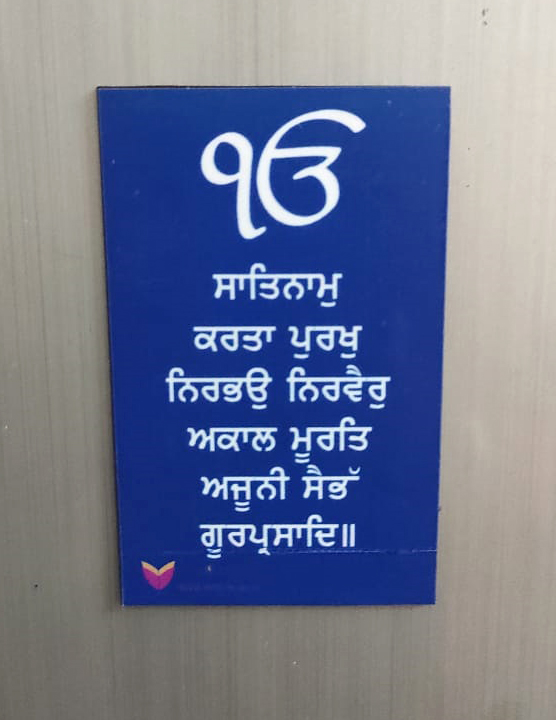 ੴ
ਸਾਤਿਨਾਮੁ
ਕਰਤਾ ਪੁਰਖੁ
ਨਿਰਭਉ ਨਿਰਵੈਰੁ
ਅਕਾਲ ਮੂਰਤਿ
ਅਜੂਨੀ ਸੈਭੱ
ਗੂਰਪ੍ਰਸਾਦਿ॥